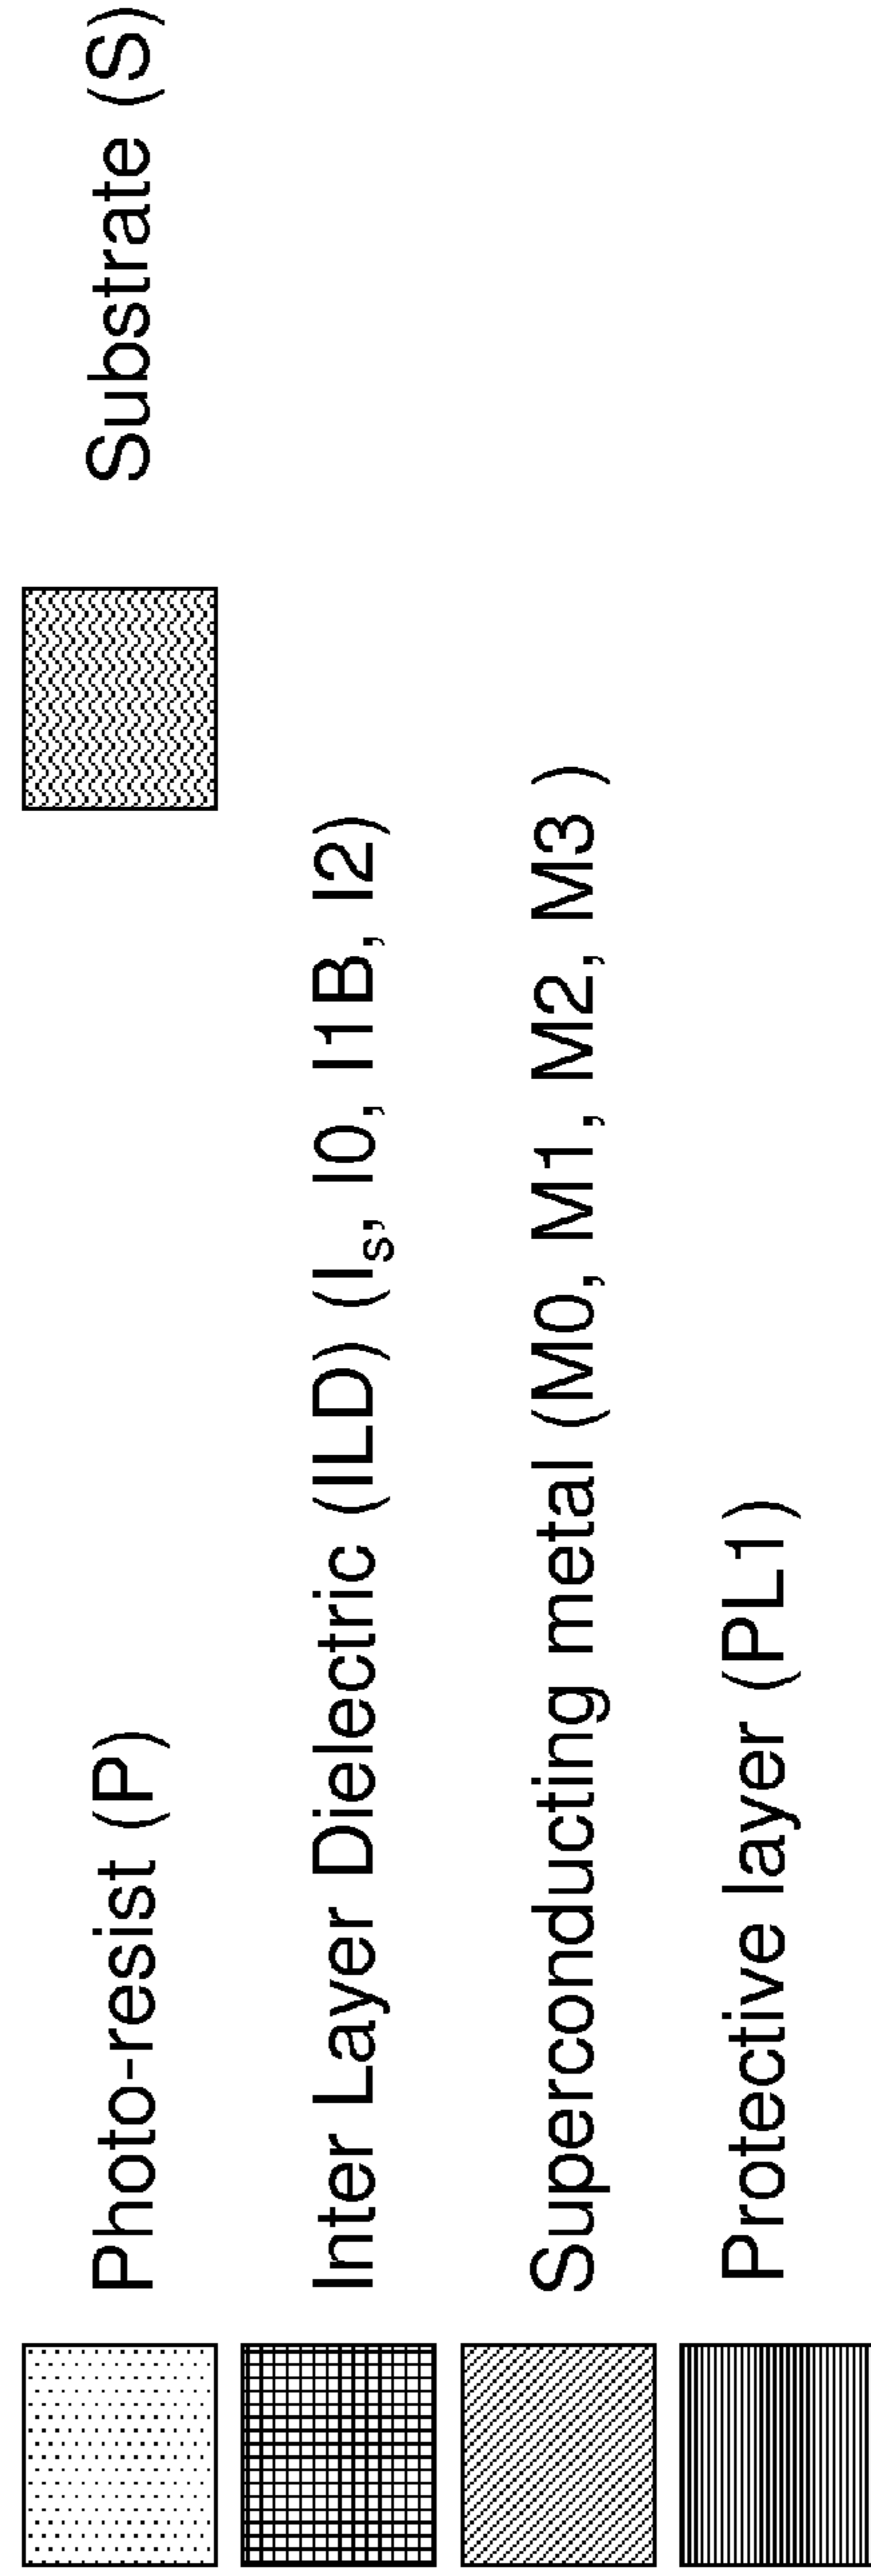 Photo-resist (P)
Substrate (S)
Inter Layer Dielectric (ILD) (Iₛ, I0, I1B, I2)
Superconducting metal (M0, M1, M2, M3 )
Protective layer (PL1)